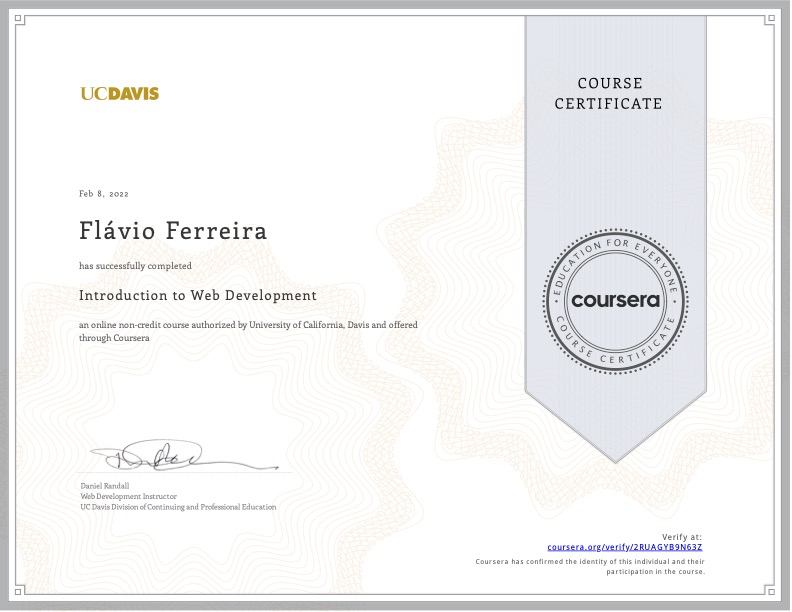 UCDAVIS
COURSE
CERTIFICATE
Feb 8, 2022
Flávio Ferreira
has successfully completed
Introduction to Web Development
an online non-credit course authorized by University of California, Davis and offered
through Coursera
EDUCATION FOR EVERYONE
coursera
COURSE CERTIFICATE
Daniel Randall
Web Development Instructor
UC Davis Division of Continuing and Professional Education
Verify at:
coursera.org/verify/2RUAGYB9N63Z
Coursera has confirmed the identity of this individual and their
participation in the course.